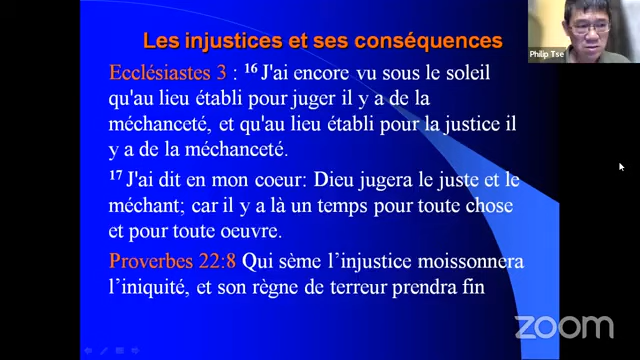 Les injustices et ses conséquences
Philip Tse
Ecclésiastes 3 : 16 J'ai encore vu sous le soleil
qu'au lieu établi pour juger il y a de la
méchanceté, et qu'au lieu établi pour la justice il
y a de la méchanceté.
17 J'ai dit en mon coeur: Dieu jugera le juste et le
méchant; car il y a là un temps pour toute chose
et pour toute oeuvre.
Proverbes 22:8 Qui sème l'injustice moissonnera
l'iniquité, et son règne de terreur prendra fin
zoom